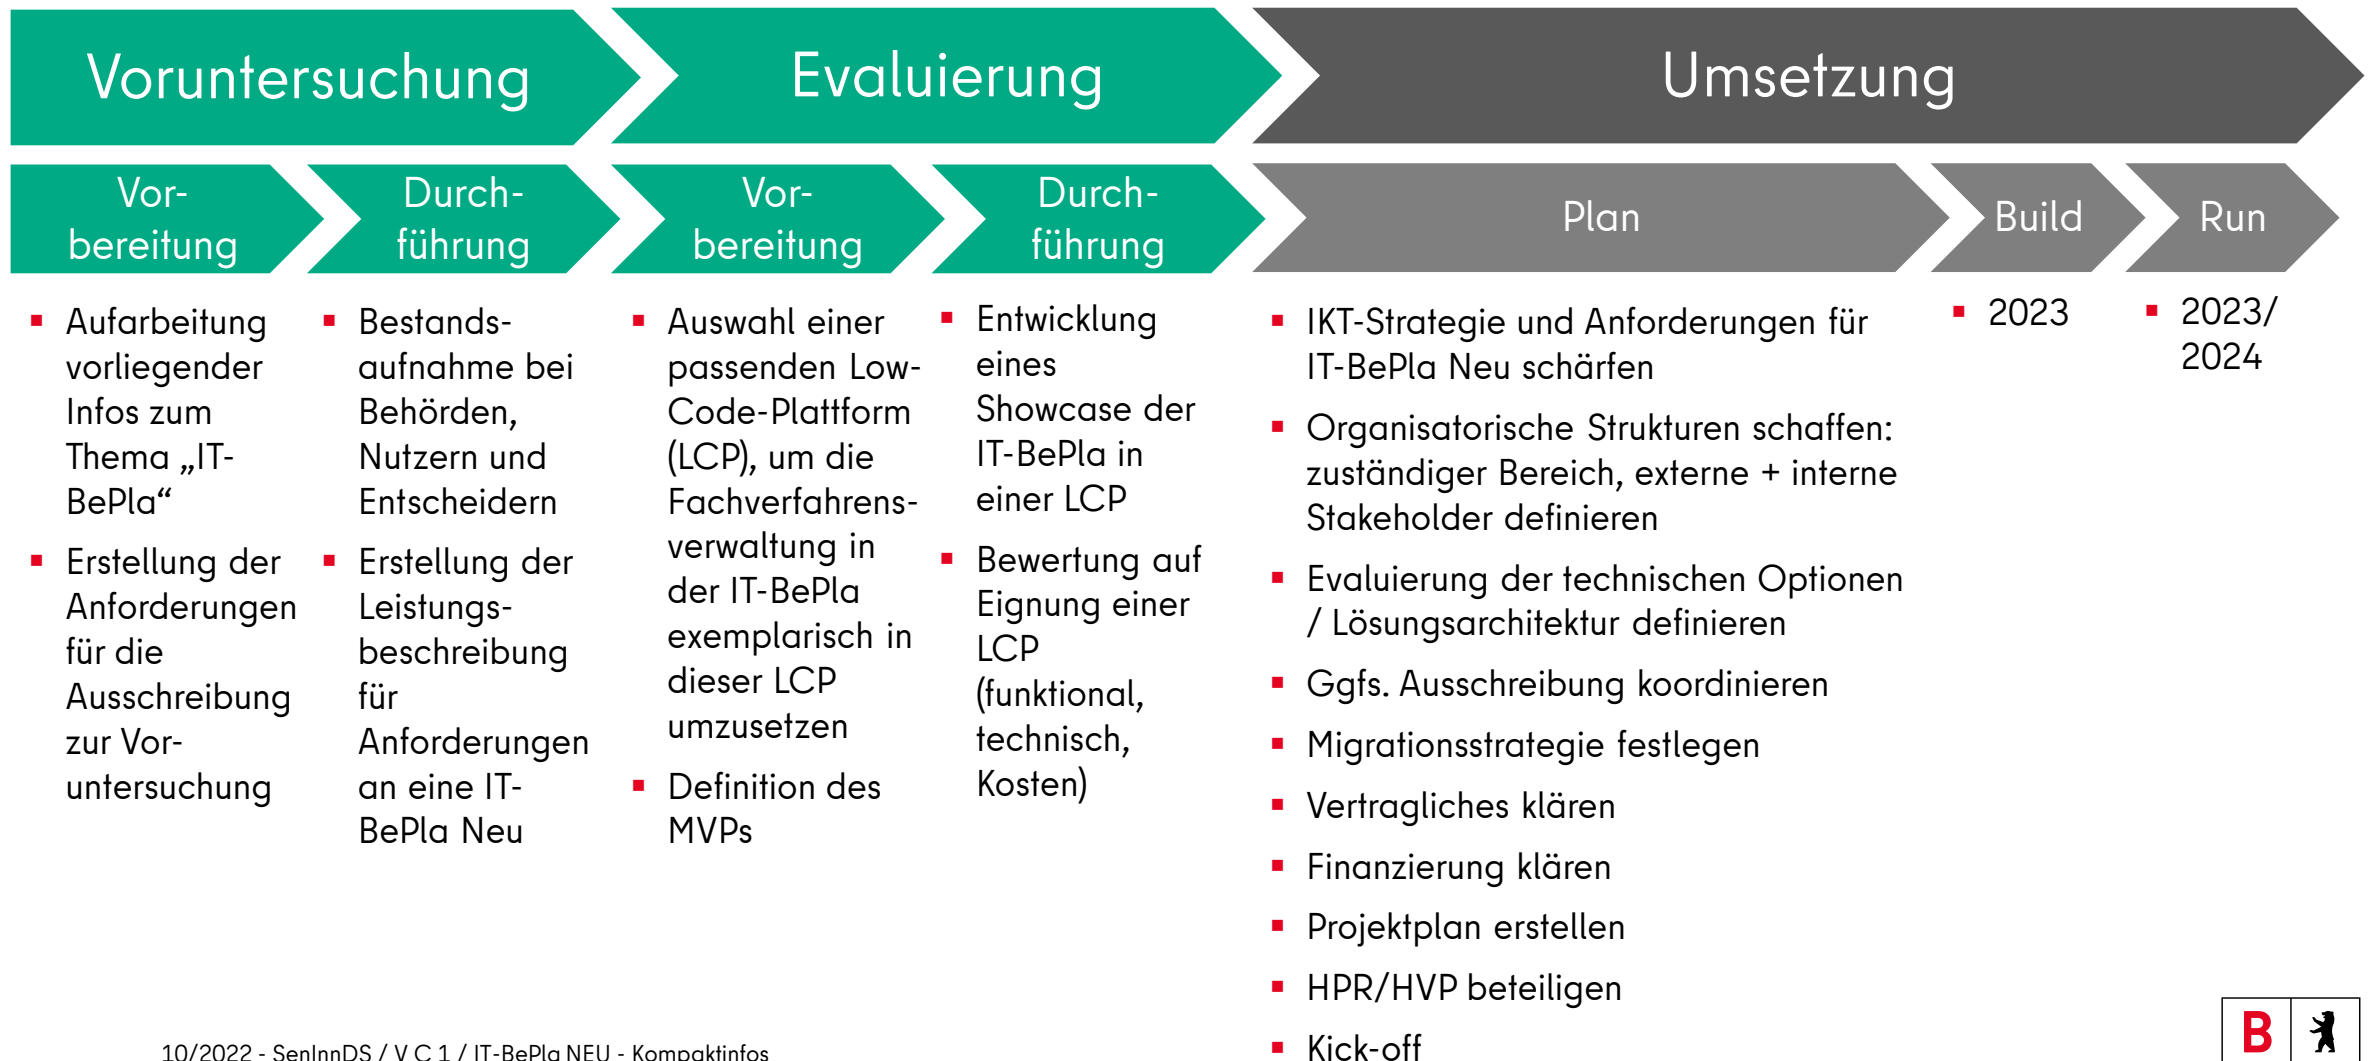 Voruntersuchung
Evaluierung
Umsetzung
Vor-
bereitung
Durch-
führung
Vor-
bereitung
Durch-
führung
Plan
Build
Run
▪ Aufarbeitung
vorliegender
Infos zum
Thema „IT-
BePla“
▪ Erstellung der
Anforderungen
für die
Ausschreibung
zur Vor-
untersuchung
▪ Bestands-
aufnahme bei
Behörden,
Nutzern und
Entscheidern
▪ Erstellung der
Leistungs-
beschreibung
für
Anforderungen
an eine IT-
BePla Neu
▪ Auswahl einer
passenden Low-
Code-Plattform
(LCP), um die
Fachverfahrens-
verwaltung in
der IT-BePla
exemplarisch in
dieser LCP
umzusetzen
▪ Definition des
MVPs
▪ Entwicklung
eines
Showcase der
IT-BePla in
einer LCP
▪ Bewertung auf
Eignung einer
LCP
(funktional,
technisch,
Kosten)
▪ IKT-Strategie und Anforderungen für
IT-BePla Neu schärfen
▪ Organisatorische Strukturen schaffen:
zuständiger Bereich, externe + interne
Stakeholder definieren
▪ Evaluierung der technischen Optionen
/ Lösungsarchitektur definieren
▪ Ggfs. Ausschreibung koordinieren
▪ Migrationsstrategie festlegen
▪ Vertragliches klären
▪ Finanzierung klären
▪ Projektplan erstellen
▪ HPR/HVP beteiligen
▪ Kick-off
▪ 2023
▪ 2023/
2024
10/2022 - SenInnDS / V C 1 / IT-BePla NEU - Kompaktinfos
B